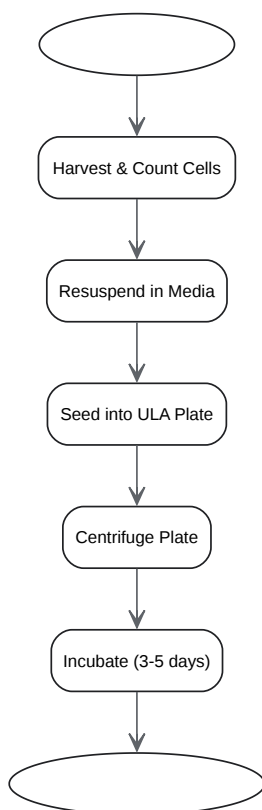 Harvest & Count Cells
Resuspend in Media
Seed into ULA Plate
Centrifuge Plate
Incubate (3-5 days)